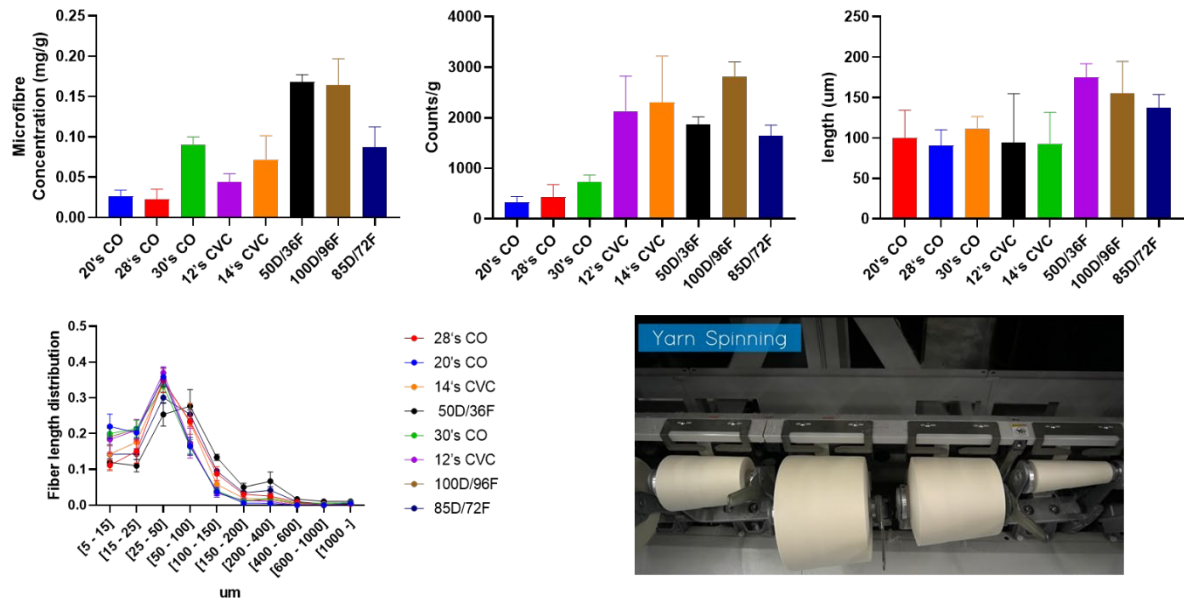 Microfibre
Concentration (mg/g)
0.25
0.20
0.15
0.10
0.05
0.00
20's CO
28's CO
30's CO
12's CVC
14's CVC
50D/36F
100D/96F
85D/72F
Counts/g
4000
3000
2000
1000
0
20's CO
28's CO
30's CO
12's CVC
14's CVC
50D/36F
100D/96F
85D/72F
length (um)
250
200
150
100
50
0
20's CO
28's CO
30's CO
12's CVC
14's CVC
50D/36F
100D/96F
85D/72F
Fiber length distribution
0.5
0.4
0.3
0.2
0.1
0.0
[5 - 15]
[15 - 25]
[25 - 50]
[50 - 100]
[100 - 150]
[150 - 200]
[200 - 400]
[400 - 600]
[600 - 1000]
[1000 - ]
um
28's CO
20's CO
14's CVC
50D/36F
30's CO
12's CVC
100D/96F
85D/72F
Yarn Spinning